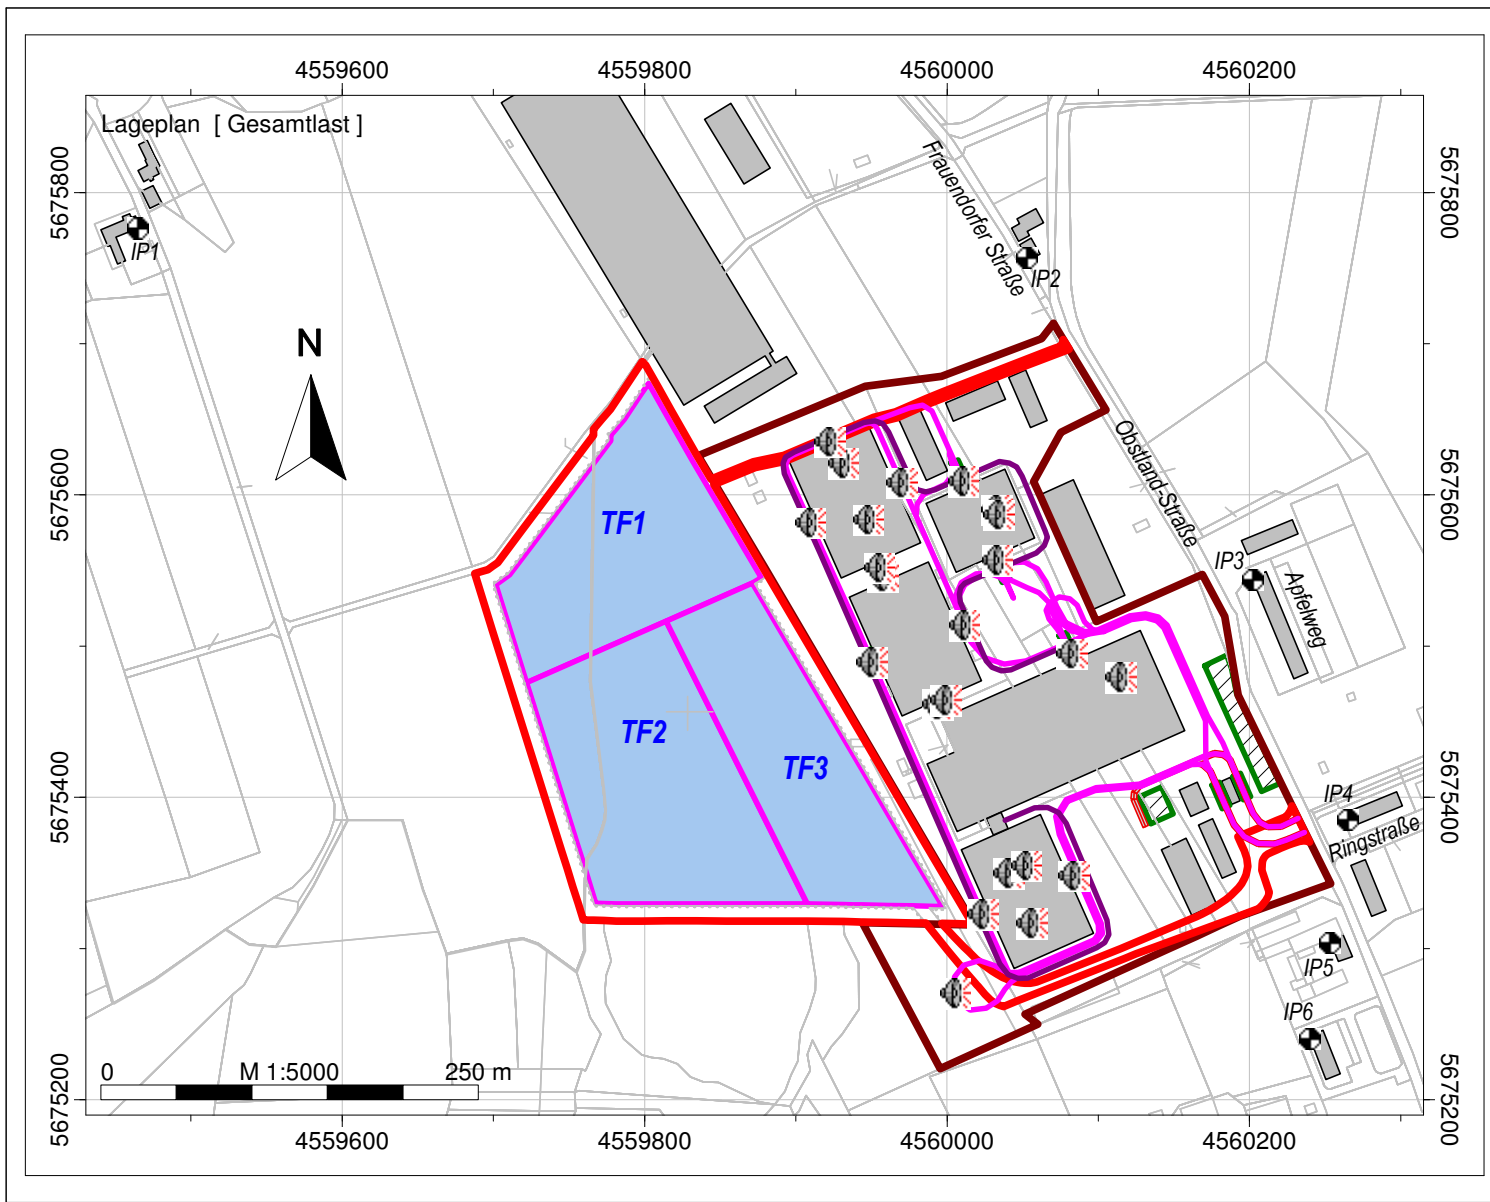 4559600 4559800 4560000 4560200
Lageplan [ Gesamtlast ]
5675800
5675800
Frauendorfer Straße
IP1
IP2
N
Obstland-Straße
5675600
5675600
TF1
IP3
Apfelweg
TF2
TF3
5675400
5675400
IP4
Ringstraße
IP5
IP6
0 M 1:5000 250 m
5675200
5675200
4559600 4559800 4560000 4560200